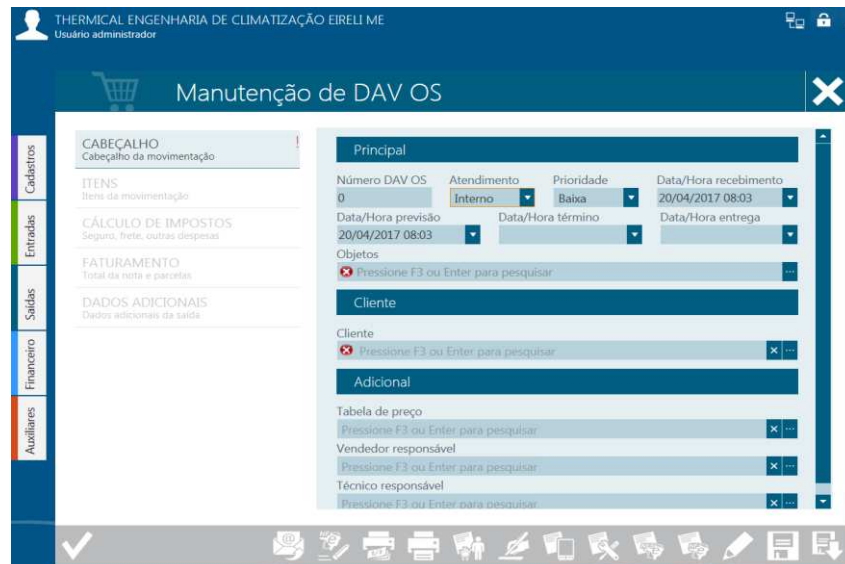 THERMICAL ENGENHARIA DE CLIMATIZAÇÃO EIRELI ME
Usuário administrador
Manutenção de DAV OS
Cadastros
Entradas
Saídas
Financeiro
Auxiliares
CABEÇALHO !
Cabeçalho da movimentação
ITENS
Itens da movimentação
CÁLCULO DE IMPOSTOS
Seguro, frete, outras despesas
FATURAMENTO
Total da nota e parcelas
DADOS ADICIONAIS
Dados adicionais da saída
Principal
Número DAV OS Atendimento Prioridade Data/Hora recebimento
0 Interno Baixa 20/04/2017 08:03
Data/Hora previsão Data/Hora término Data/Hora entrega
20/04/2017 08:03
Objetos
Pressione F3 ou Enter para pesquisar
Cliente
Cliente
Pressione F3 ou Enter para pesquisar
Adicional
Tabela de preço
Pressione F3 ou Enter para pesquisar
Vendedor responsável
Pressione F3 ou Enter para pesquisar
Técnico responsável
Pressione F3 ou Enter para pesquisar